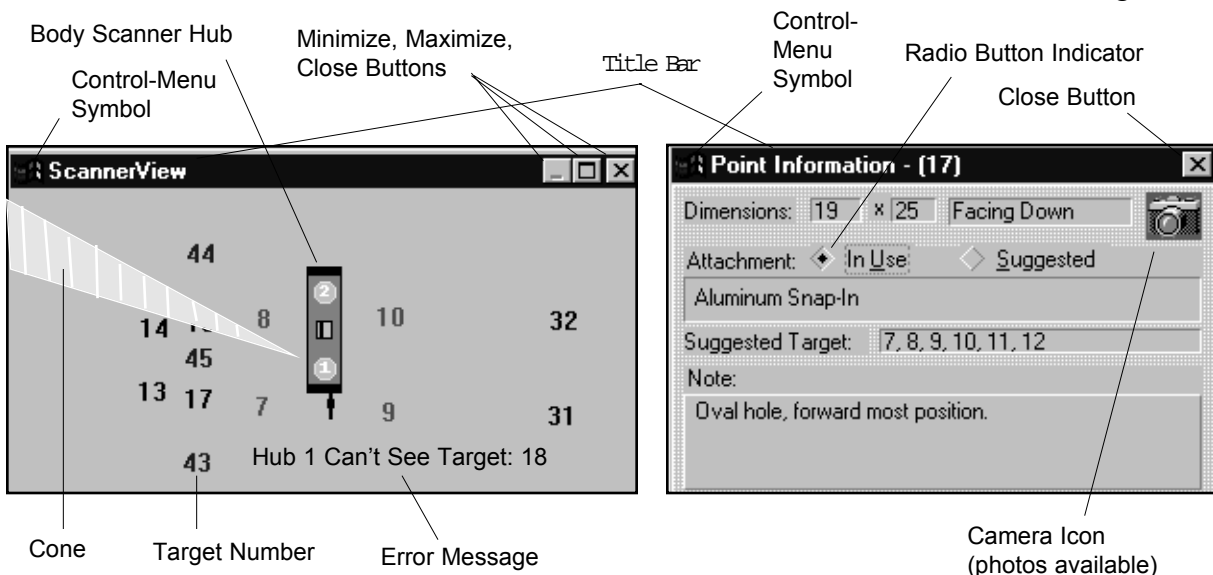 Body Scanner Hub
Control-Menu Symbol
Minimize, Maximize,
Close Buttons
Title Bar
Control-
Menu
Symbol
Radio Button Indicator
Close Button
ScannerView
44
2
14
8
10
32
45
1
13
17
7
9
31
43
Hub 1 Can't See Target: 18
Cone
Target Number
Error Message
Point Information - (17)
Dimensions: 19 x 25 Facing Down
Attachment: In Use Suggested
Aluminum Snap-In
Suggested Target: 7, 8, 9, 10, 11, 12
Note:
Oval hole, forward most position.
Camera Icon
(photos available)